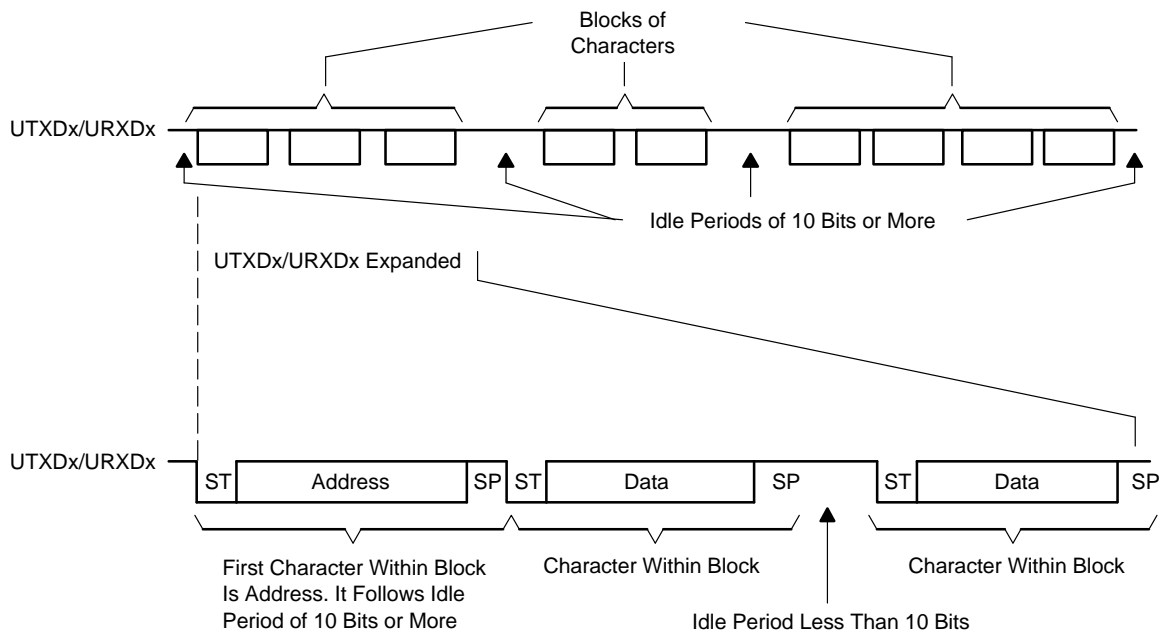 Blocks of
Characters
UTXDx/URXDx
Idle Periods of 10 Bits or More
UTXDx/URXDx Expanded
UTXDx/URXDx
ST
Address
SP
ST
Data
SP
ST
Data
SP
First Character Within Block
Is Address. It Follows Idle
Period of 10 Bits or More
Character Within Block
Character Within Block
Idle Period Less Than 10 Bits